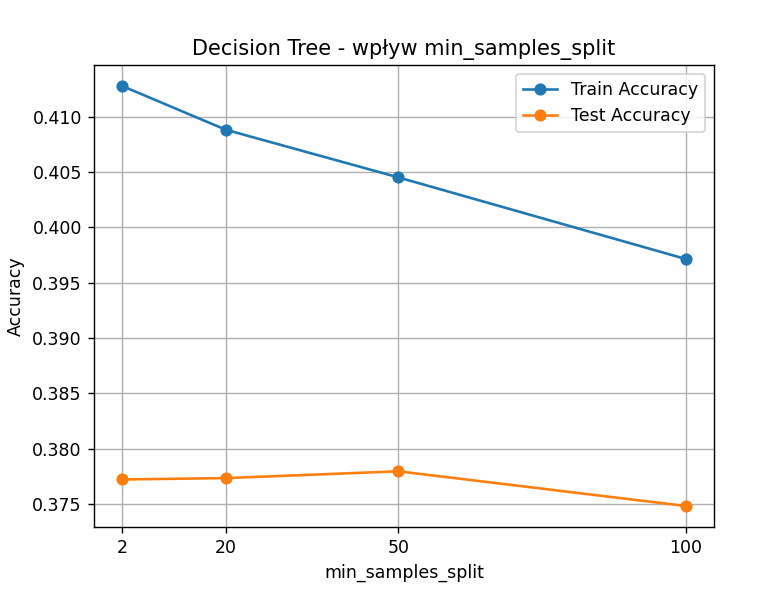 Decision Tree - wpływ min_samples_split
Train Accuracy
Test Accuracy
Accuracy
0.410
0.405
0.400
0.395
0.390
0.385
0.380
0.375
2 20 50 100
min_samples_split